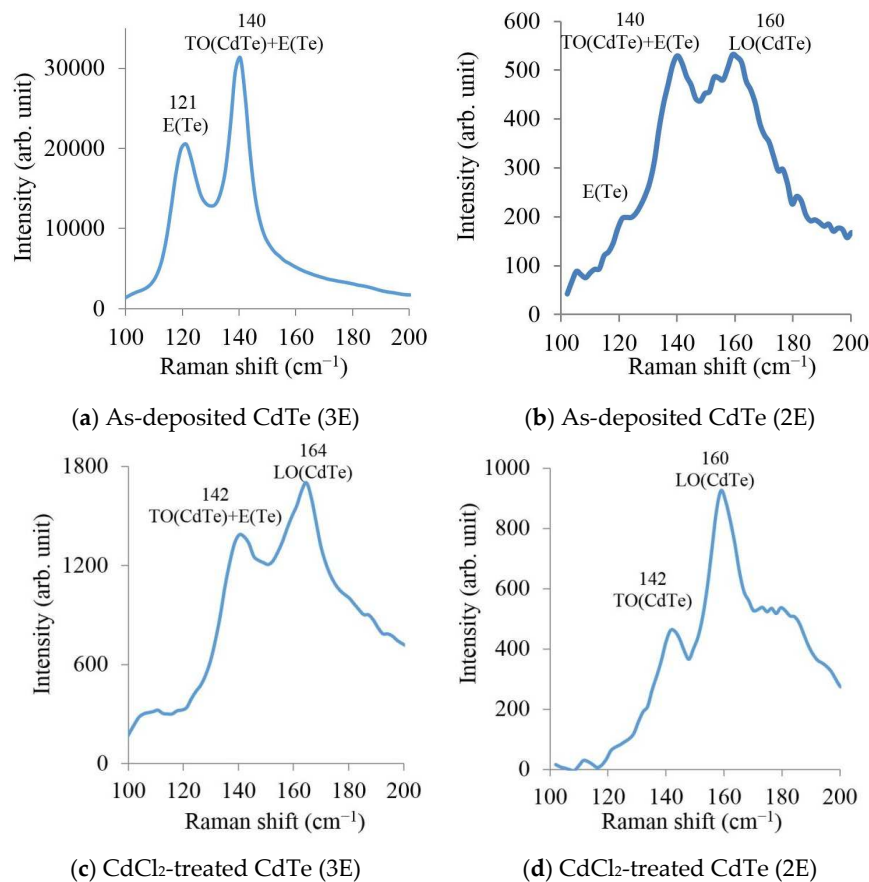 140
TO(CdTe)+E(Te)
121
E(Te)
Intensity (arb. unit)
30000
20000
10000
0
100 120 140 160 180 200
Raman shift (cm⁻¹)
(a) As-deposited CdTe (3E)
140
TO(CdTe)+E(Te)
160
LO(CdTe)
E(Te)
Intensity (arb. unit)
600
500
400
300
200
100
0
100 120 140 160 180 200
Raman shift (cm⁻¹)
(b) As-deposited CdTe (2E)
164
LO(CdTe)
142
TO(CdTe)+E(Te)
Intensity (arb. unit)
1800
1200
600
0
100 120 140 160 180 200
Raman shift (cm⁻¹)
(c) CdCl₂-treated CdTe (3E)
160
LO(CdTe)
142
TO(CdTe)
Intensity (arb. unit)
1000
800
600
400
200
0
100 120 140 160 180 200
Raman shift (cm⁻¹)
(d) CdCl₂-treated CdTe (2E)